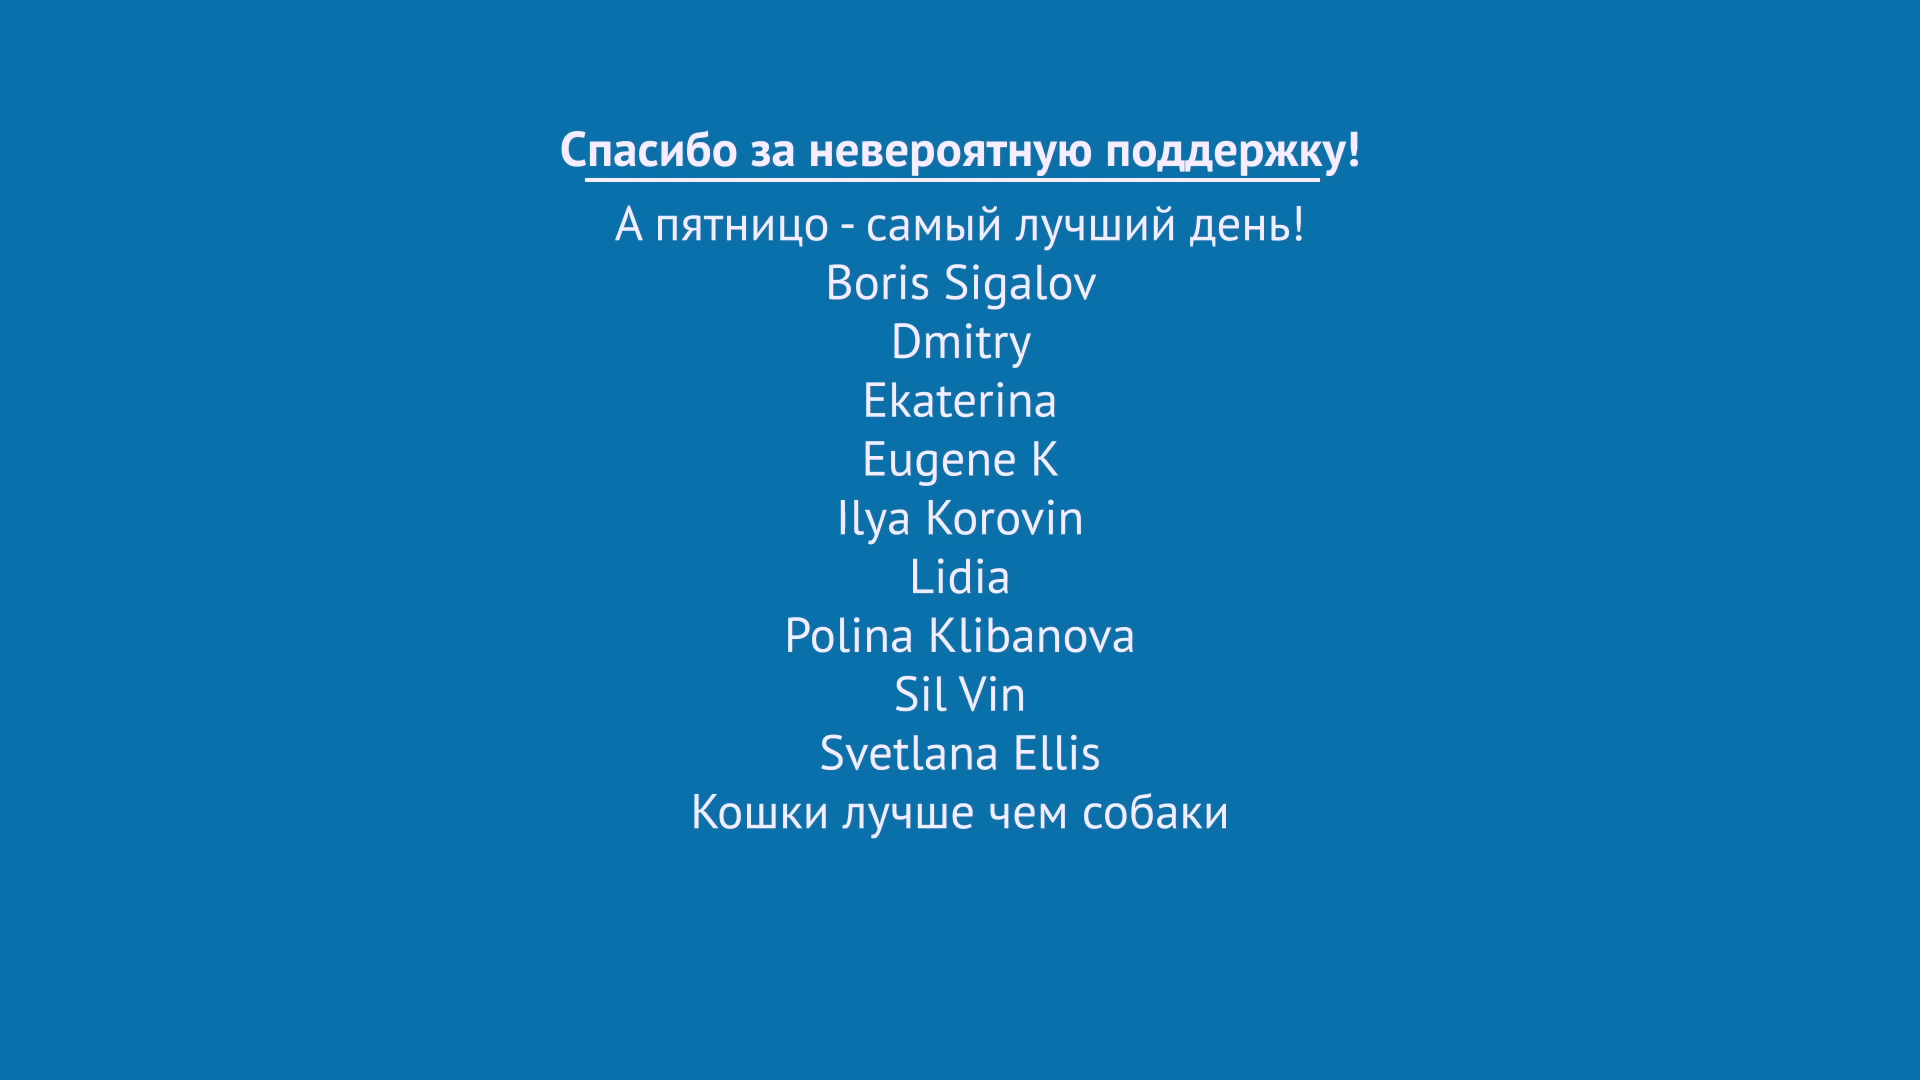 Спасибо за невероятную поддержку!
А пятницо - самый лучший день!
Boris Sigalov
Dmitry
Ekaterina
Eugene K
Ilya Korovin
Lidia
Polina Klibanova
Sil Vin
Svetlana Ellis
Кошки лучше чем собаки